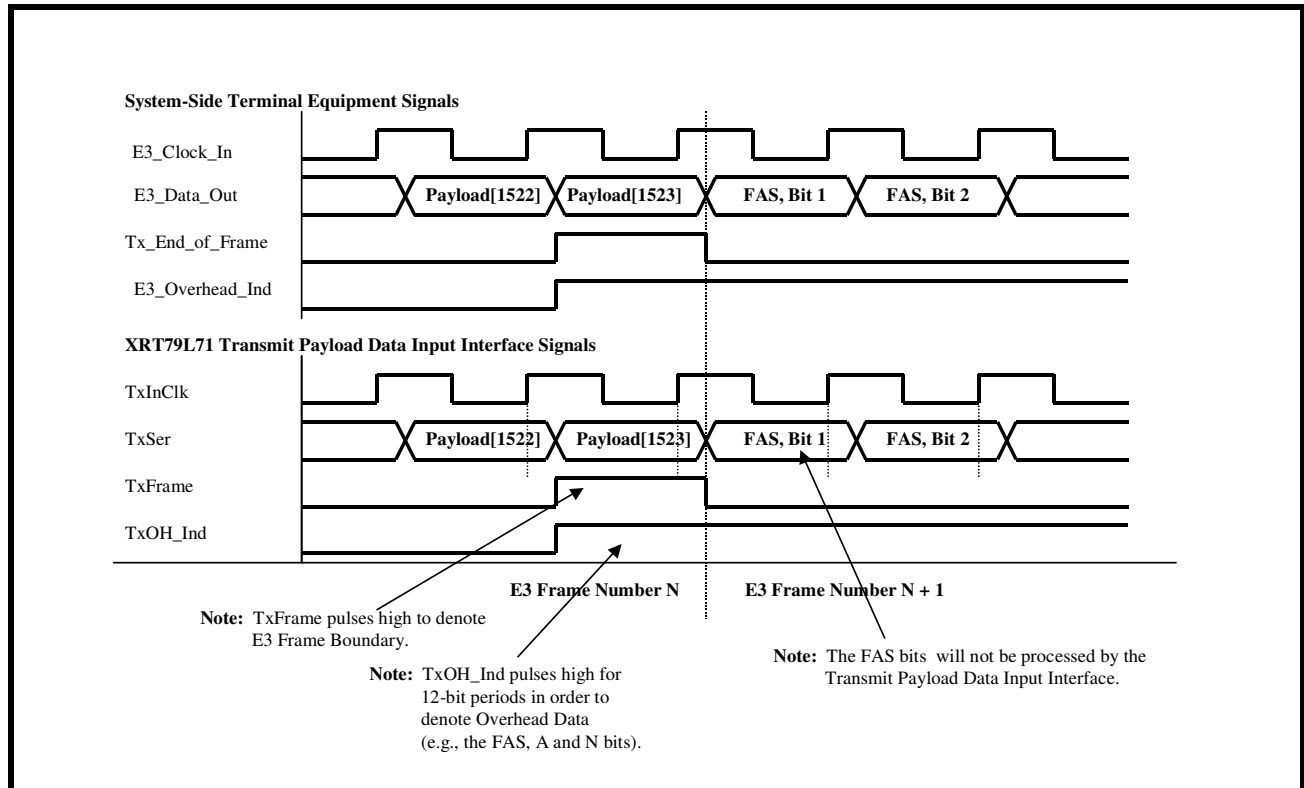 System-Side Terminal Equipment Signals
E3_Clock_In
E3_Data_Out
Payload[1522]
Payload[1523]
FAS, Bit 1
FAS, Bit 2
Tx_End_of_Frame
E3_Overhead_Ind
XRT79L71 Transmit Payload Data Input Interface Signals
TxInClk
TxSer
Payload[1522]
Payload[1523]
FAS, Bit 1
FAS, Bit 2
TxFrame
TxOH_Ind
E3 Frame Number N
E3 Frame Number N + 1
Note: TxFrame pulses high to denote
E3 Frame Boundary.
Note: TxOH_Ind pulses high for
12-bit periods in order to
denote Overhead Data
(e.g., the FAS, A and N bits).
Note: The FAS bits will not be processed by the
Transmit Payload Data Input Interface.